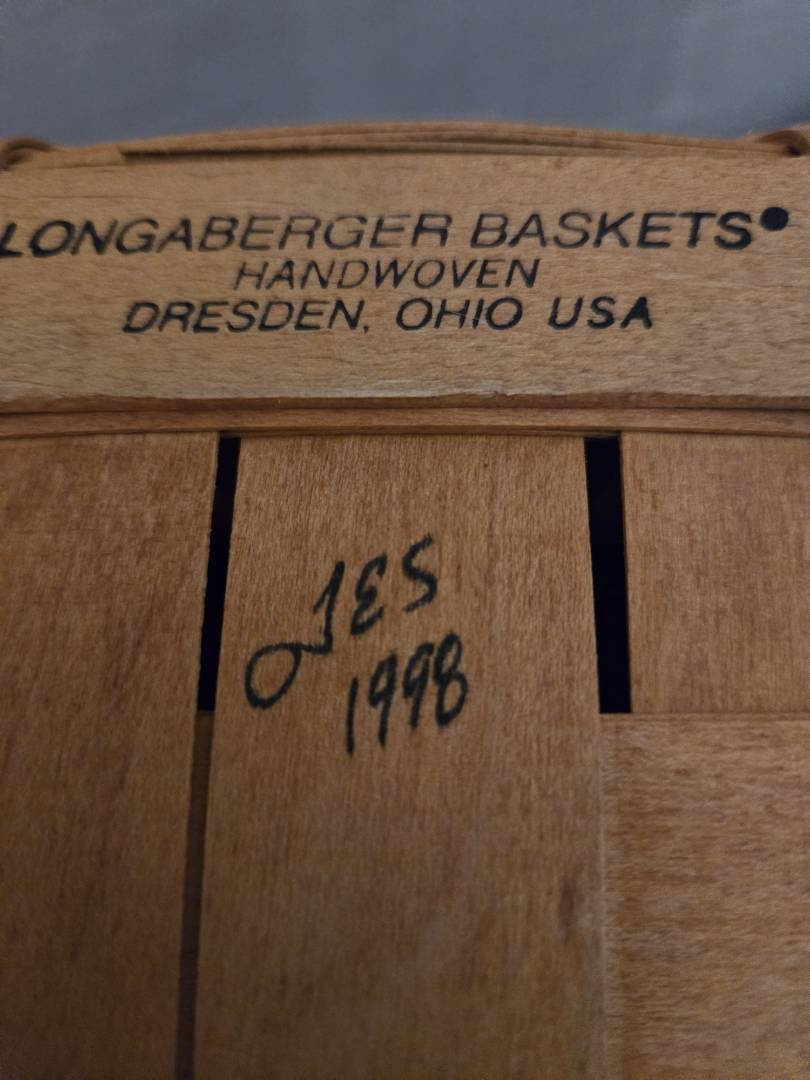 LONGABERGER BASKETS®
HANDWOVEN
DRESDEN, OHIO USA
JES
1998